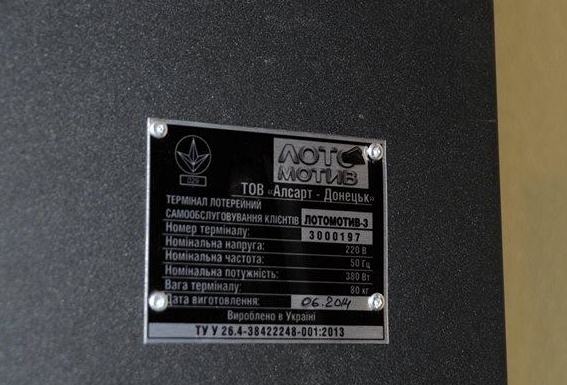 ЛОТО
МОТИВ
029
ТОВ «Алсарт - Донецьк»
ТЕРМІНАЛ ЛОТЕРЕЙНИЙ
САМООБСЛУГОВУВАННЯ КЛІЄНТІВ ЛОТОМОТИВ-3
Номер терміналу: 3000197
Номінальна напруга: 220 В
Номінальна частота: 50 Гц
Номінальна потужність: 380 Вт
Вага терміналу: 80 кг
Дата виготовлення: 06.2014
Вироблено в Україні
ТУ У 26.4-38422248-001:2013